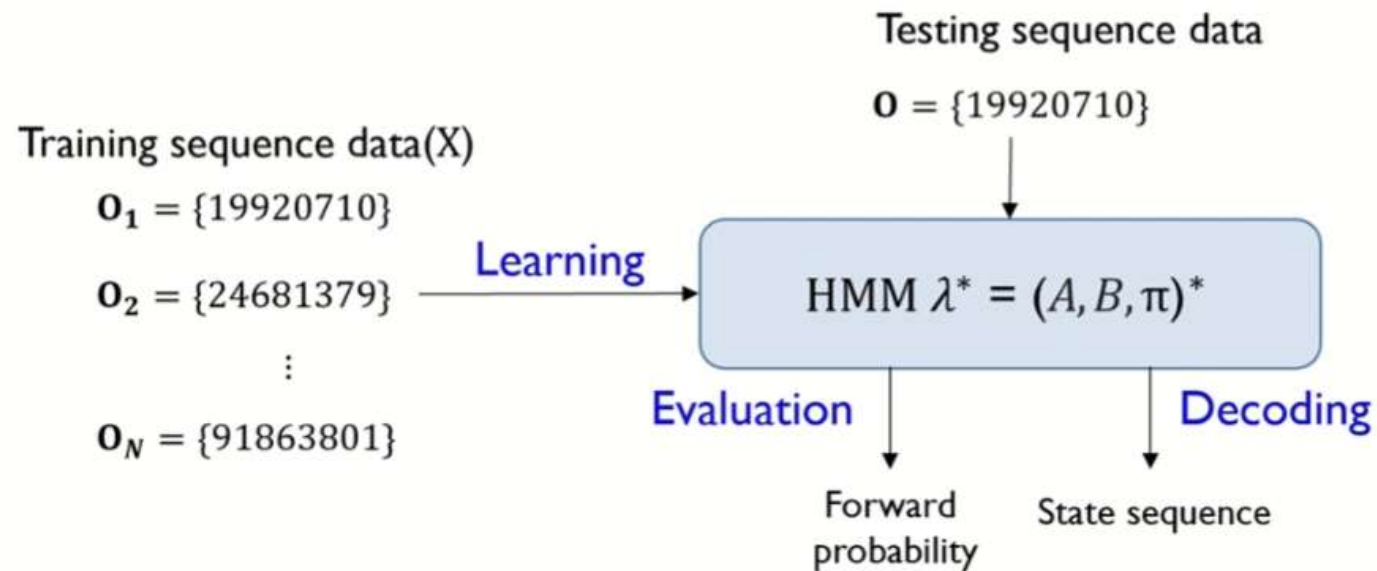 Testing sequence data
𝐎 = {19920710}
Training sequence data(X)
𝐎₁ = {19920710}
𝐎₂ = {24681379}
⋮
𝐎_N = {91863801}
Learning
HMM λ* = (A, B, π)*
Evaluation
Decoding
Forward
probability
State sequence